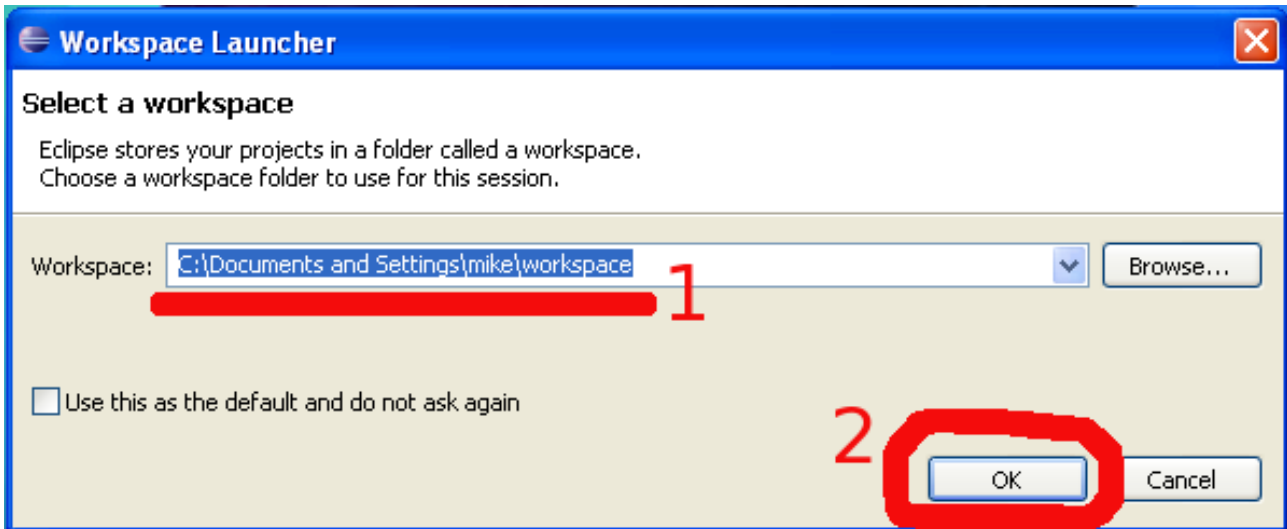 Workspace Launcher
Select a workspace
Eclipse stores your projects in a folder called a workspace.
Choose a workspace folder to use for this session.
Workspace: C:\Documents and Settings\mike\workspace Browse...
1
Use this as the default and do not ask again
2
OK Cancel